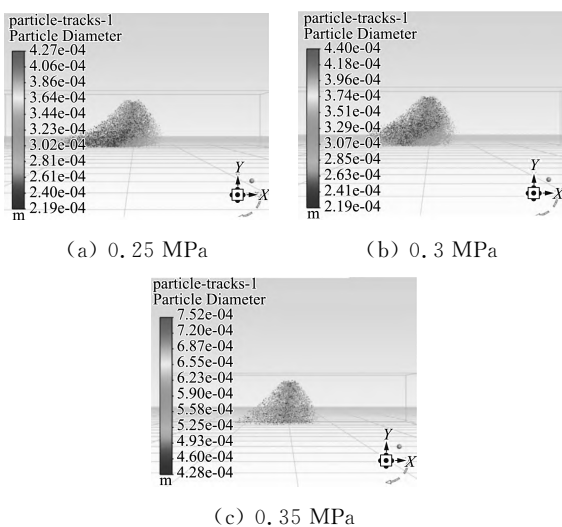 particle-tracks-1
Particle Diameter
4.27e-04
4.06e-04
3.86e-04
3.64e-04
3.44e-04
3.23e-04
3.02e-04
2.81e-04
2.61e-04
2.40e-04
2.19e-04
m
Y
X
(a) 0.25 MPa
particle-tracks-1
Particle Diameter
4.40e-04
4.18e-04
3.96e-04
3.74e-04
3.51e-04
3.29e-04
3.07e-04
2.85e-04
2.63e-04
2.41e-04
2.19e-04
m
Y
X
(b) 0.3 MPa
particle-tracks-1
Particle Diameter
7.52e-04
7.20e-04
6.87e-04
6.55e-04
6.23e-04
5.90e-04
5.58e-04
5.25e-04
4.93e-04
4.60e-04
4.28e-04
m
Y
X
(c) 0.35 MPa